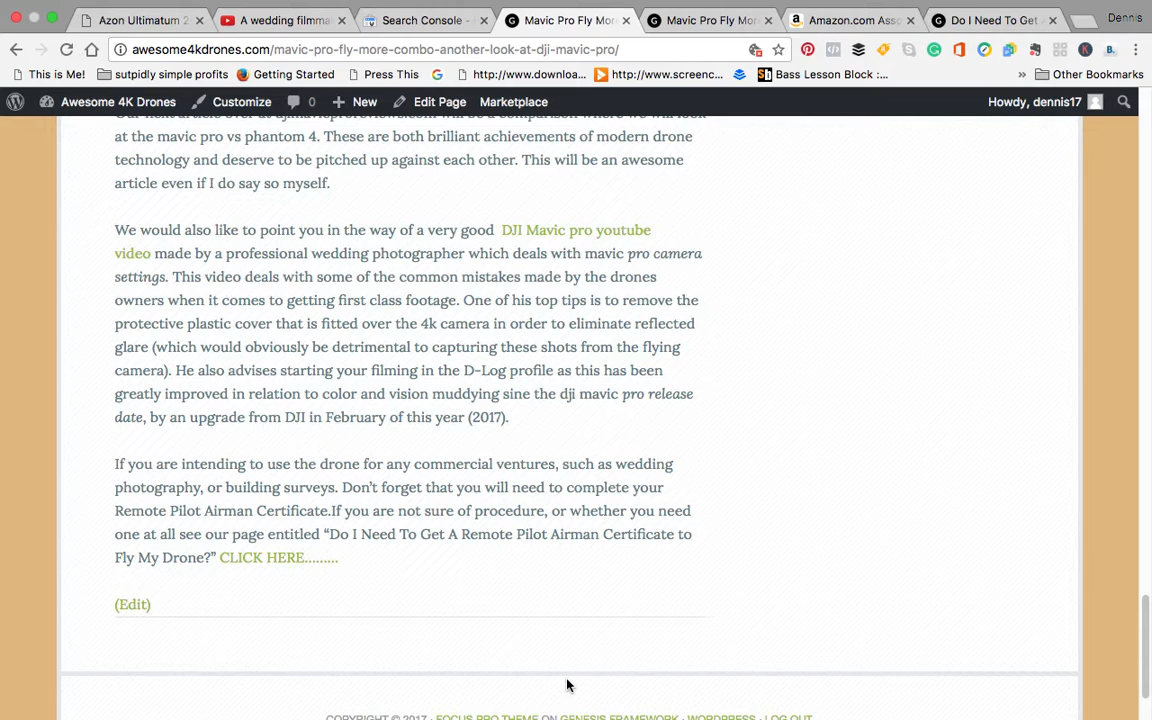 Azon Ultimatum 2
A wedding filmma
Search Console -
Mavic Pro Fly Mor
Mavic Pro Fly Mor
Amazon.com Asso
Do I Need To Get
Dennis
awesome4kdrones.com/mavic-pro-fly-more-combo-another-look-at-dji-mavic-pro/
This is Me!
sutpidly simple profits
Getting Started
Press This
http://www.downloa...
http://www.screenc...
Bass Lesson Block :...
» Other Bookmarks
Awesome 4K Drones
Customize
0
New
Edit Page
Marketplace
Howdy, dennis17
at the mavic pro vs phantom 4. These are both brilliant achievements of modern drone
technology and deserve to be pitched up against each other. This will be an awesome
article even if I do say so myself.
We would also like to point you in the way of a very good DJI Mavic pro youtube
video made by a professional wedding photographer which deals with mavic pro camera
settings. This video deals with some of the common mistakes made by the drones
owners when it comes to getting first class footage. One of his top tips is to remove the
protective plastic cover that is fitted over the 4k camera in order to eliminate reflected
glare (which would obviously be detrimental to capturing these shots from the flying
camera). He also advises starting your filming in the D-Log profile as this has been
greatly improved in relation to color and vision muddying sine the dji mavic pro release
date, by an upgrade from DJI in February of this year (2017).
If you are intending to use the drone for any commercial ventures, such as wedding
photography, or building surveys. Don't forget that you will need to complete your
Remote Pilot Airman Certificate.If you are not sure of procedure, or whether you need
one at all see our page entitled “Do I Need To Get A Remote Pilot Airman Certificate to
Fly My Drone?” CLICK HERE.........
(Edit)
COPYRIGHT © 2017 · FOCUS PRO THEME ON GENESIS FRAMEWORK · WORDPRESS · LOG OUT